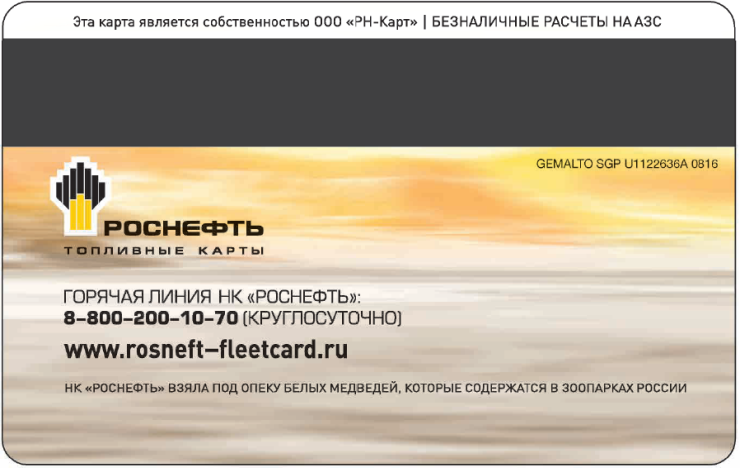 Эта карта является собственностью ООО «РН-Карт» | БЕЗНАЛИЧНЫЕ РАСЧЕТЫ НА АЗС
GEMALTO SGP U1122636A 0816
РОСНЕФТЬ
ТОПЛИВНЫЕ КАРТЫ
ГОРЯЧАЯ ЛИНИЯ НК «РОСНЕФТЬ»:
8-800-200-10-70 (КРУГЛОСУТОЧНО)
www.rosneft-fleetcard.ru
НК «РОСНЕФТЬ» ВЗЯЛА ПОД ОПЕКУ БЕЛЫХ МЕДВЕДЕЙ, КОТОРЫЕ СОДЕРЖАТСЯ В ЗООПАРКАХ РОССИИ